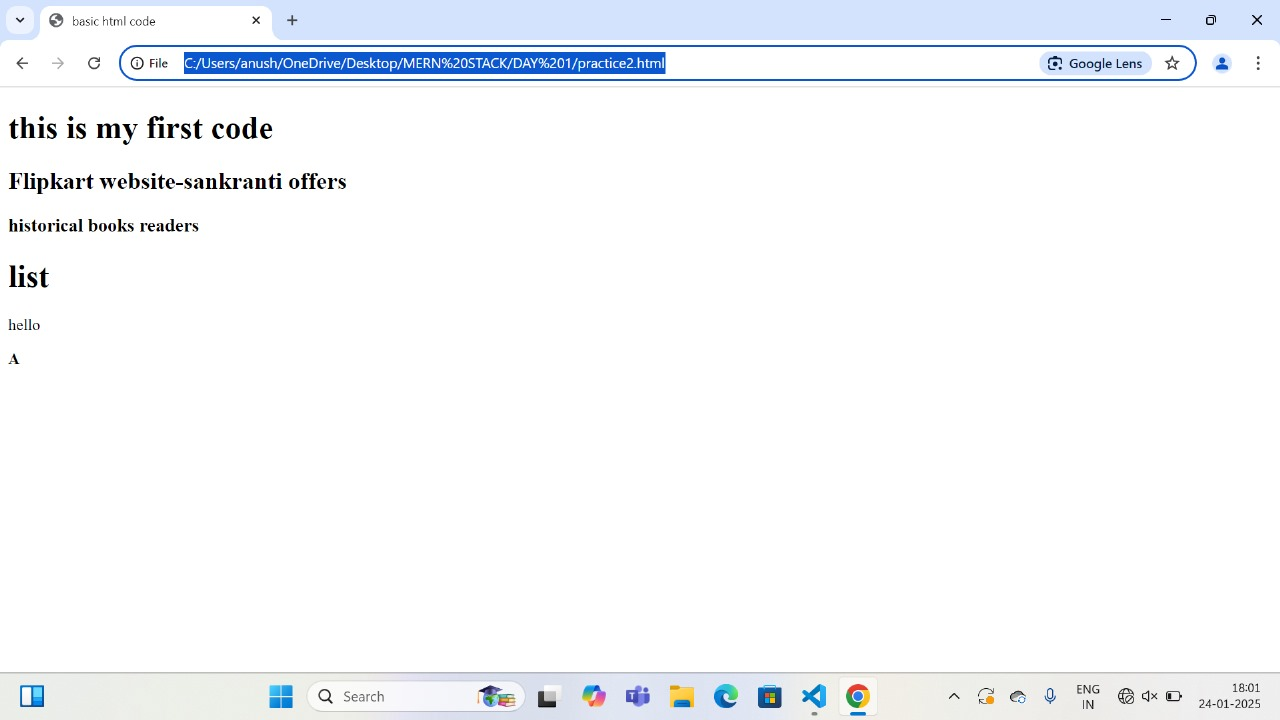 basic html code
File
C:/Users/anush/OneDrive/Desktop/MERN%20STACK/DAY%201/practice2.html
Google Lens
this is my first code
Flipkart website-sankranti offers
historical books readers
list
hello
A
Search
ENG
IN
18:01
24-01-2025